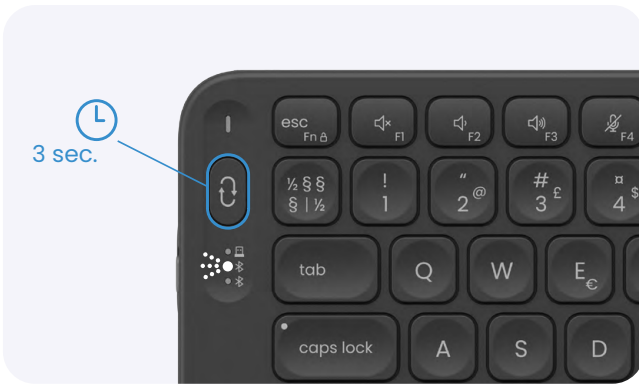 3 sec.
esc Fn F1 F2 F3 F4
½ § § ! " @ # £ ¤ $
§ | ½ 1 2 3 4
tab Q W E €
caps lock A S D